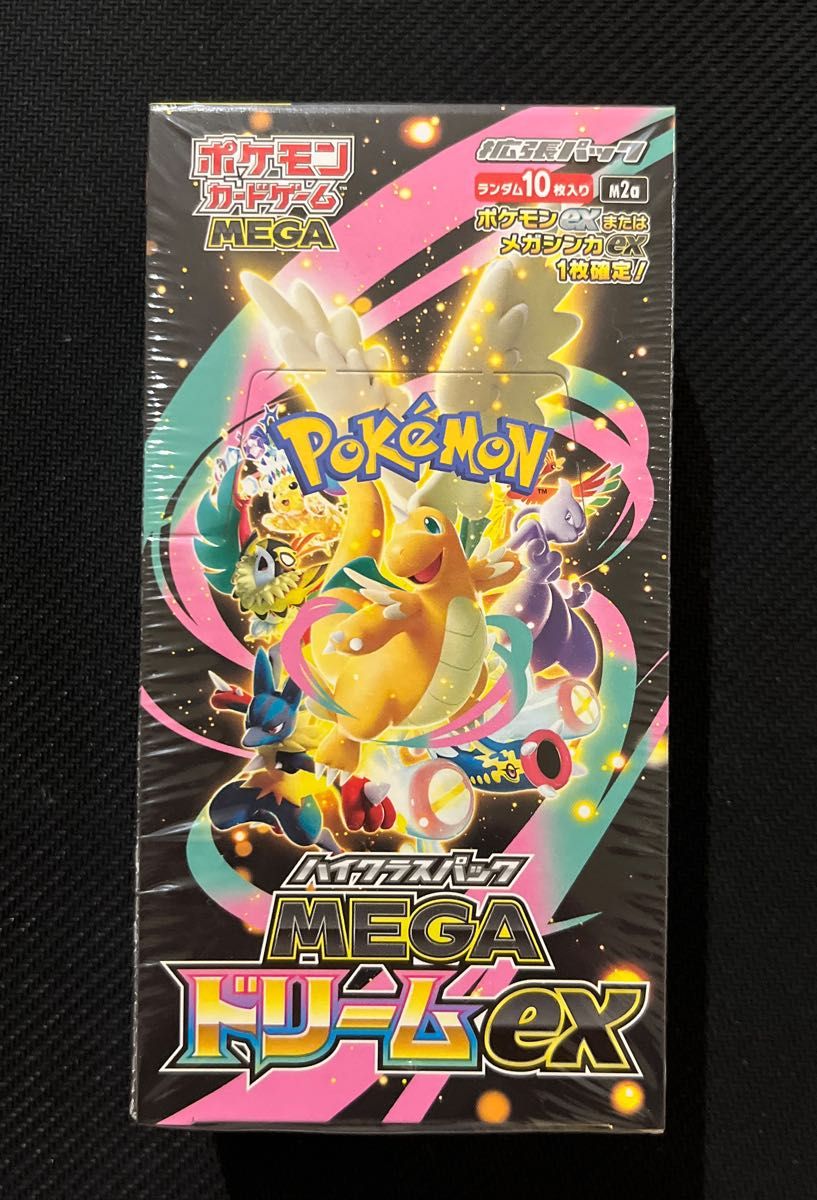 ポケモン
カードゲーム™
MEGA
拡張パック
ランダム10枚入り M2a
ポケモンexまたは
メガシンカex
1枚確定!
POKéMON™
ハイクラスパック
MEGA
ドリームex